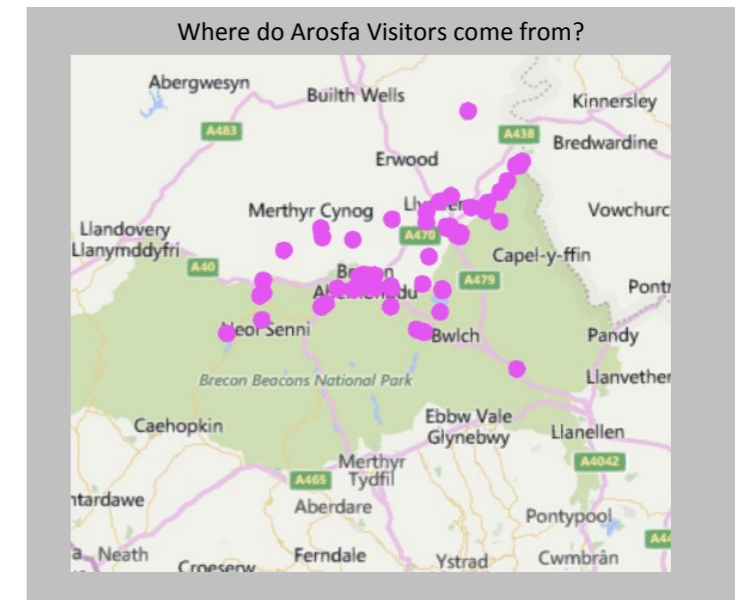 Where do Arosfa Visitors come from?
Abergwesyn
Builth Wells
Kinnersley
A483
A438
Bredwardine
Erwood
Merthyr Cynog
Vowchurc
Llandovery
Llanymddyfri
A470
Capel-y-ffin
A40
A479
Pontr
Bwlch
Pandy
Brecon Beacons National Park
Llanvether
Caehopkin
Ebbw Vale
Glynebwy
Llanellen
Merthyr
Tydfil
A465
A4042
ntardawe
Aberdare
Pontypool
A44
Neath
Ferndale
Ystrad
Cwmbrân
Croeserw